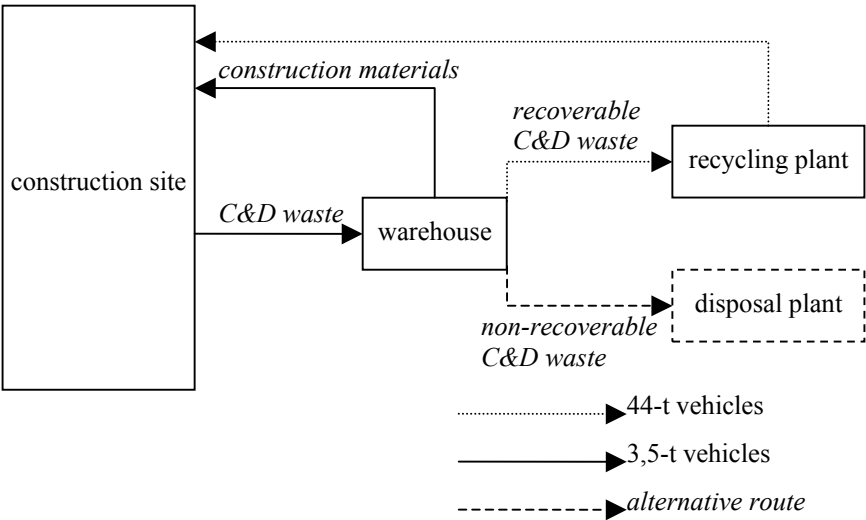 construction materials
recoverable
C&D waste
recycling plant
construction site
C&D waste
warehouse
disposal plant
non-recoverable
C&D waste
44-t vehicles
3,5-t vehicles
alternative route